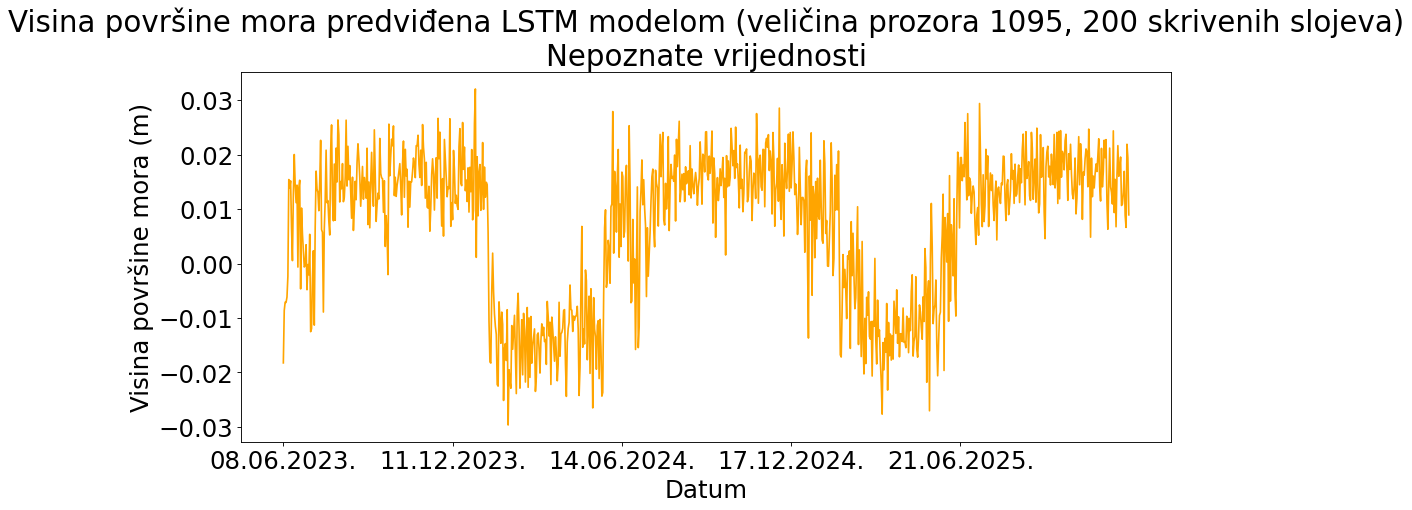 Visina površine mora predviđena LSTM modelom (veličina prozora 1095, 200 skrivenih slojeva)
Nepoznate vrijednosti
Visina površine mora (m)
0.03
0.02
0.01
0.00
−0.01
−0.02
−0.03
08.06.2023. 11.12.2023. 14.06.2024. 17.12.2024. 21.06.2025.
Datum